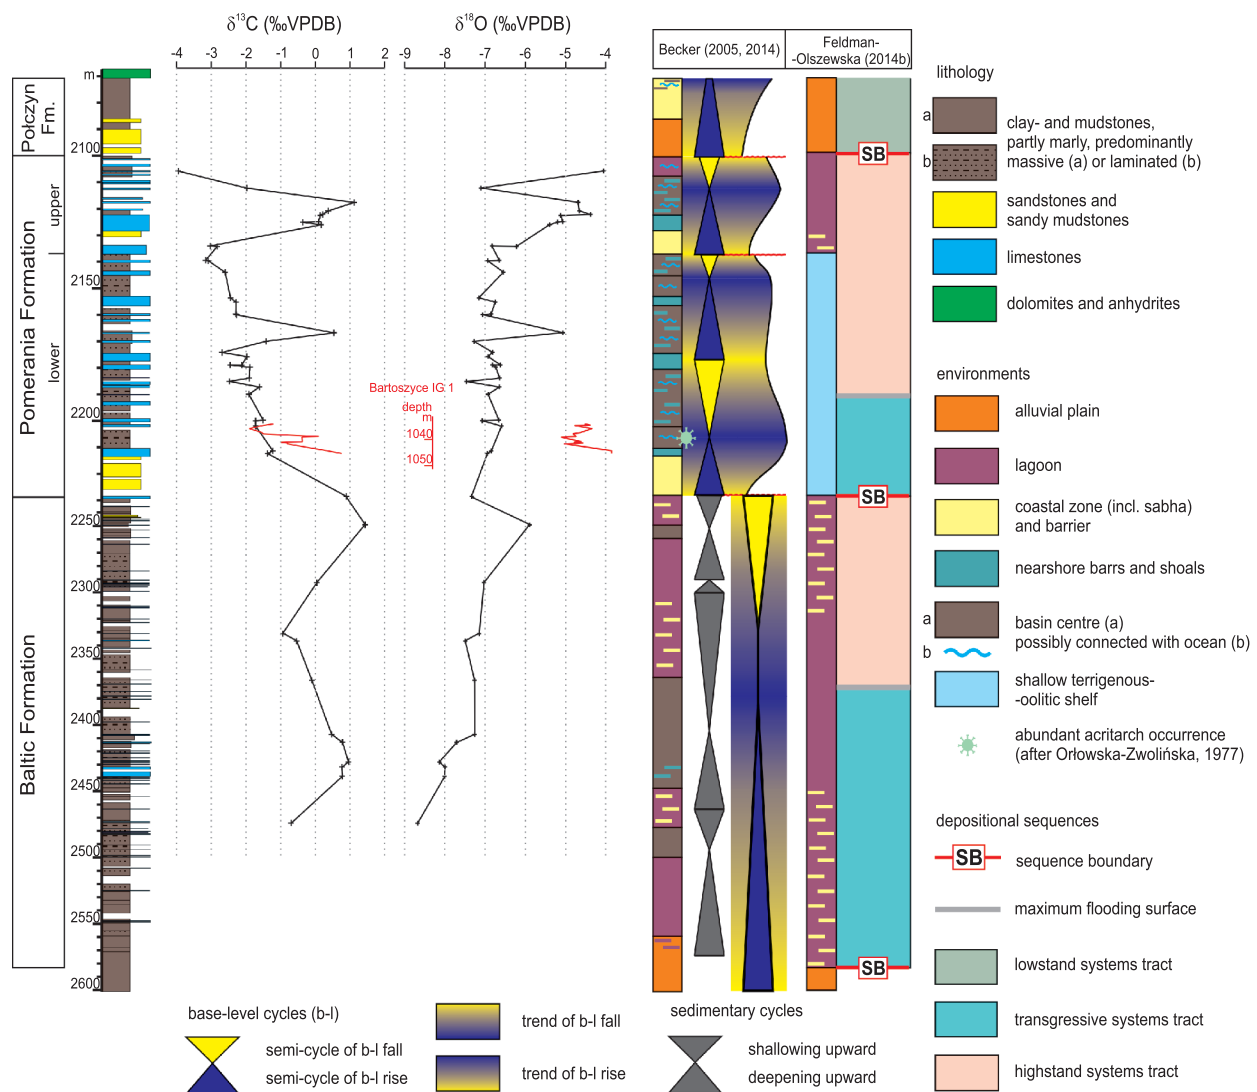 δ13C (‰VPDB)
δ18O (‰VPDB)
-4 -3 -2 -1 0 1 2
-9 -8 -7 -6 -5 -4
Becker (2005, 2014)
Feldman-
-Olszewska (2014b)
m
Połczyn
Fm.
2100
Pomerania Formation
upper
2150
lower
2200
Baltic Formation
2250
2300
2350
2400
2450
2500
2550
2600
Bartoszyce IG 1
depth
m
1040
1050
SB
SB
SB
lithology
a
b
clay- and mudstones,
partly marly, predominantly
massive (a) or laminated (b)
sandstones and
sandy mudstones
limestones
dolomites and anhydrites
environments
alluvial plain
lagoon
coastal zone (incl. sabha)
and barrier
nearshore barrs and shoals
a
basin centre (a)
possibly connected with ocean (b)
b
shallow terrigenous-
-oolitic shelf
abundant acritarch occurrence
(after Orłowska-Zwolińska, 1977)
depositional sequences
SB
sequence boundary
maximum flooding surface
lowstand systems tract
transgressive systems tract
highstand systems tract
base-level cycles (b-l)
semi-cycle of b-l fall
semi-cycle of b-l rise
trend of b-l fall
trend of b-l rise
sedimentary cycles
shallowing upward
deepening upward